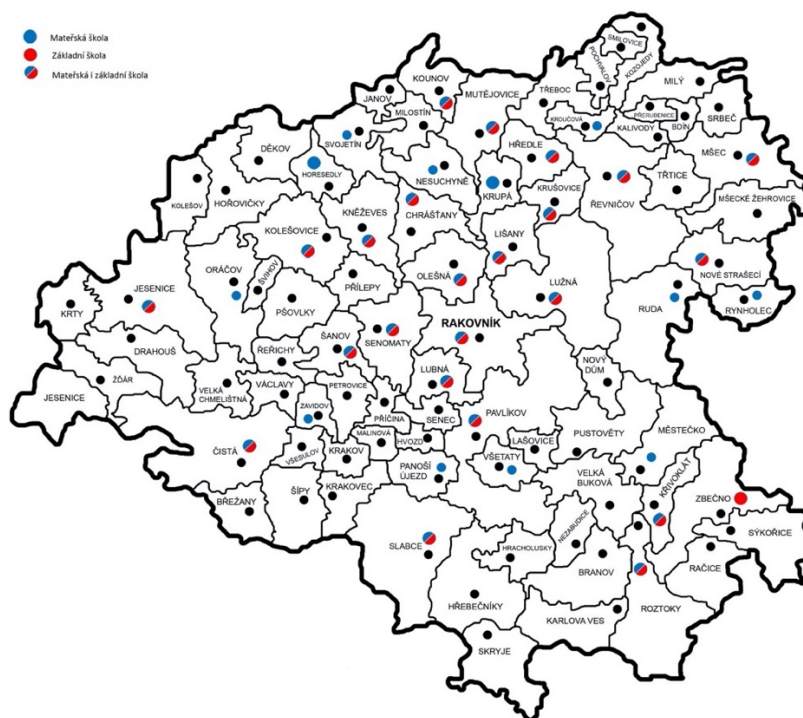 Mateřská škola
Základní škola
Mateřská i základní škola
SMILOVICE
POCHVALOV
KOZOJEDY
KOUNOV
MUTĚJOVICE
TŘEBOC
MILÝ
JANOV
MILOSTÍN
KROUČOVÁ
PŘERUBENICE
BDÍN
SRBEČ
KALIVODY
SVOJETÍN
DĚKOV
HŘEDLE
MŠEC
HORESEDLY
NESUCHYNĚ
KRUPÁ
KRUŠOVICE
ŘEVNIČOV
TŘTICE
KOLEŠOV
HOŘOVIČKY
KNĚŽEVES
CHRÁŠŤANY
MŠECKÉ ŽEHROVICE
KOLEŠOVICE
LIŠANY
ORÁČOV
ŠVIHOV
OLEŠNÁ
NOVÉ STRAŠECÍ
JESENICE
PŘÍLEPY
LUŽNÁ
KRTY
PŠOVLKY
RUDA
RYNHOLEC
RAKOVNÍK
DRAHOUŠ
ŠANOV
SENOMATY
ŘEŘICHY
LUBNÁ
NOVÝ
DŮM
ŽĎÁR
VELKÁ
CHMELIŠTNÁ
VÁCLAVY
PETROVICE
JESENICE
ZAVIDOV
PŘÍČINA
SENEC
PAVLÍKOV
MALINOVÁ
HVOZD
LAŠOVICE
PUSTOVĚTY
MĚSTEČKO
ČISTÁ
VŠESULOV
KRAKOV
PANOŠÍ
ÚJEZD
VŠETATY
VELKÁ
BUKOVÁ
KŘIVOKLÁT
BŘEŽANY
ŠÍPY
KRAKOVEC
ZBEČNO
SÝKOŘICE
SLABCE
NEZABUDICE
HRACHOLUSKY
BRANOV
RAČICE
HŘEBEČNÍKY
ROZTOKY
KARLOVA VES
SKRYJE